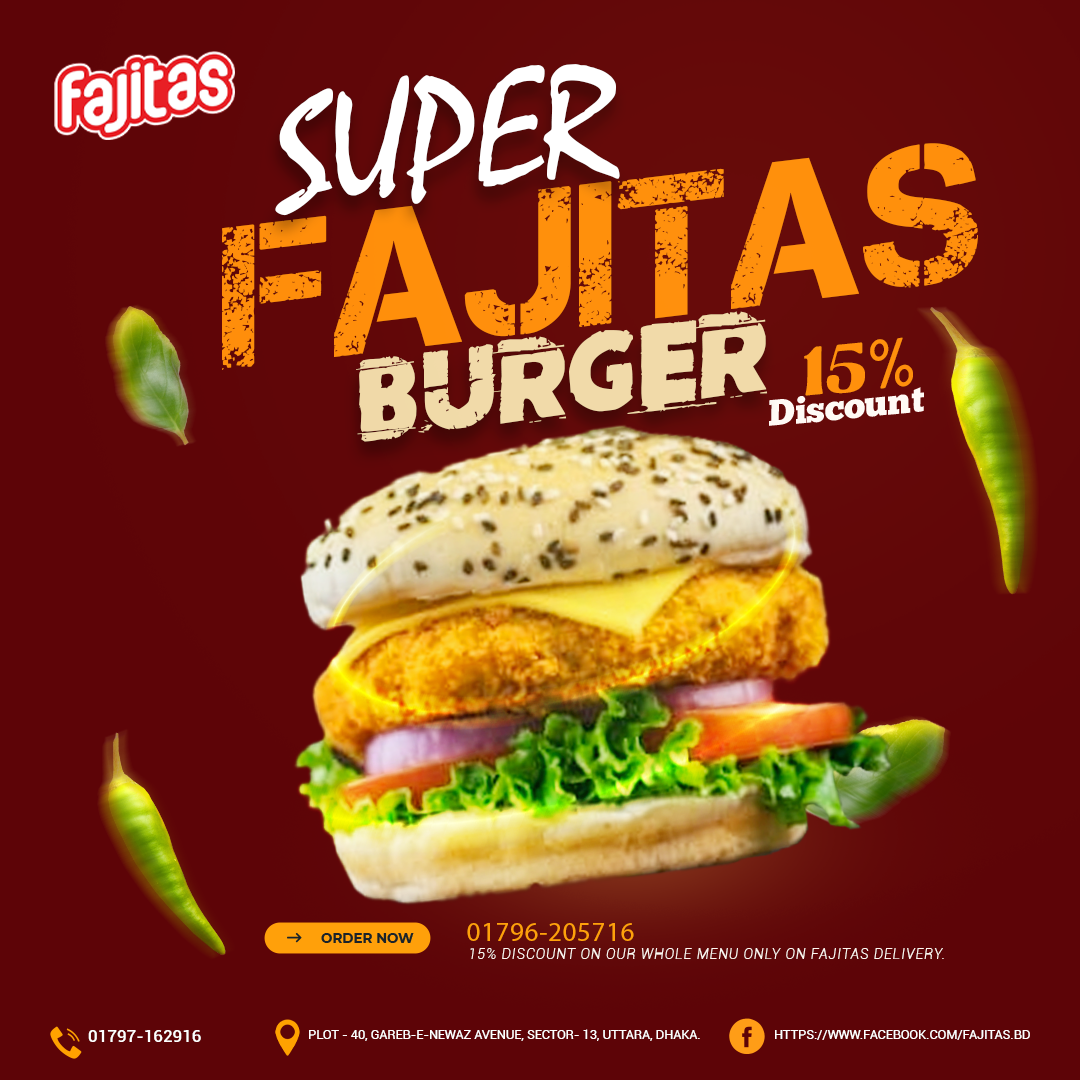 fajitas
SUPER
FAJITAS
BURGER
15%
Discount
→ ORDER NOW
01796-205716
15% DISCOUNT ON OUR WHOLE MENU ONLY ON FAJITAS DELIVERY.
01797-162916
PLOT - 40, GAREB-E-NEWAZ AVENUE, SECTOR- 13, UTTARA, DHAKA.
f HTTPS://WWW.FACEBOOK.COM/FAJITAS.BD